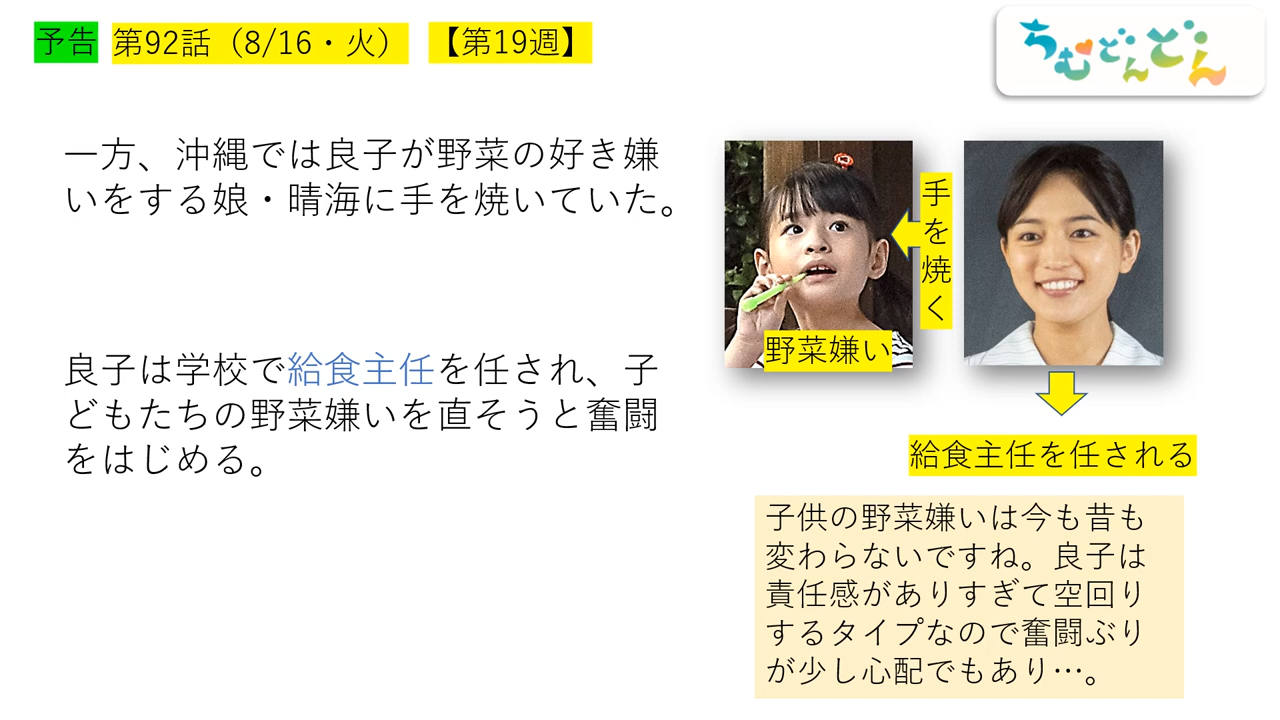 予告 第92話（8/16・火） 【第19週】
ちむどんどん
一方、沖縄では良子が野菜の好き嫌
いをする娘・晴海に手を焼いていた。
手を焼く
野菜嫌い
良子は学校で給食主任を任され、子
どもたちの野菜嫌いを直そうと奮闘
をはじめる。
給食主任を任される
子供の野菜嫌いは今も昔も
変わらないですね。良子は
責任感がありすぎて空回り
するタイプなので奮闘ぶり
が少し心配でもあり…。